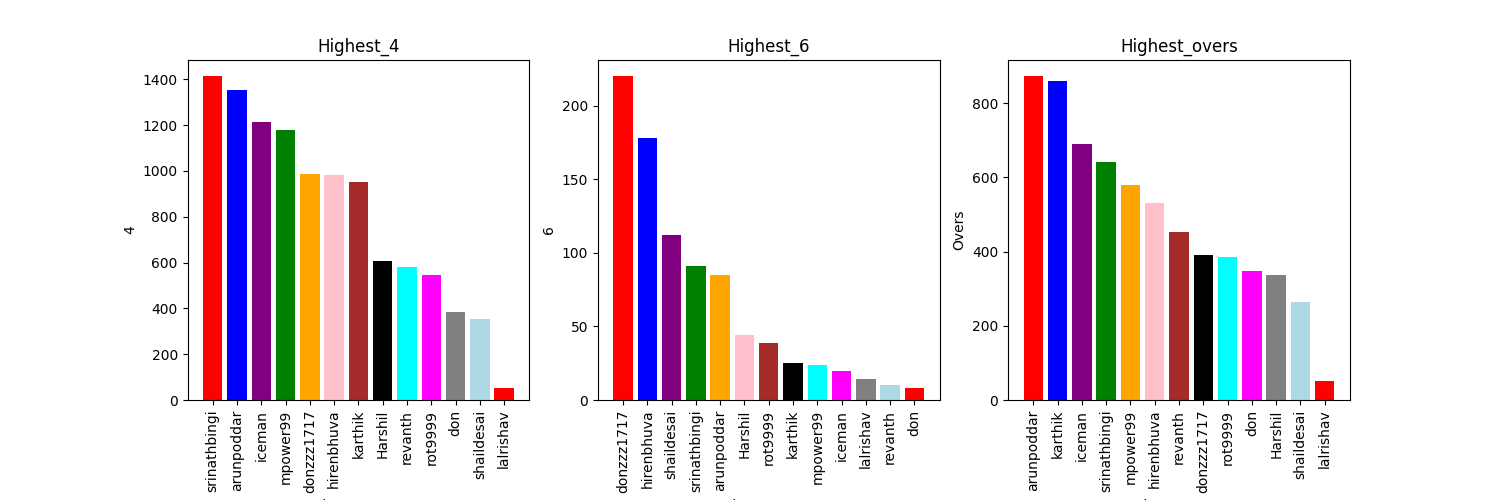 Highest_4
1400
1200
1000
800
600
400
200
0
4
srinathbingi
arunpoddar
iceman
mpower99
donzzz1717
hirenbhuva
karthik
Harshil
revanth
rot9999
don
shaildesai
lalrishav
Highest_6
200
150
100
50
0
6
donzzz1717
hirenbhuva
shaildesai
srinathbingi
arunpoddar
Harshil
rot9999
karthik
mpower99
iceman
lalrishav
revanth
don
Highest_overs
800
600
400
200
0
Overs
arunpoddar
karthik
iceman
srinathbingi
mpower99
hirenbhuva
revanth
donzzz1717
rot9999
don
Harshil
shaildesai
lalrishav